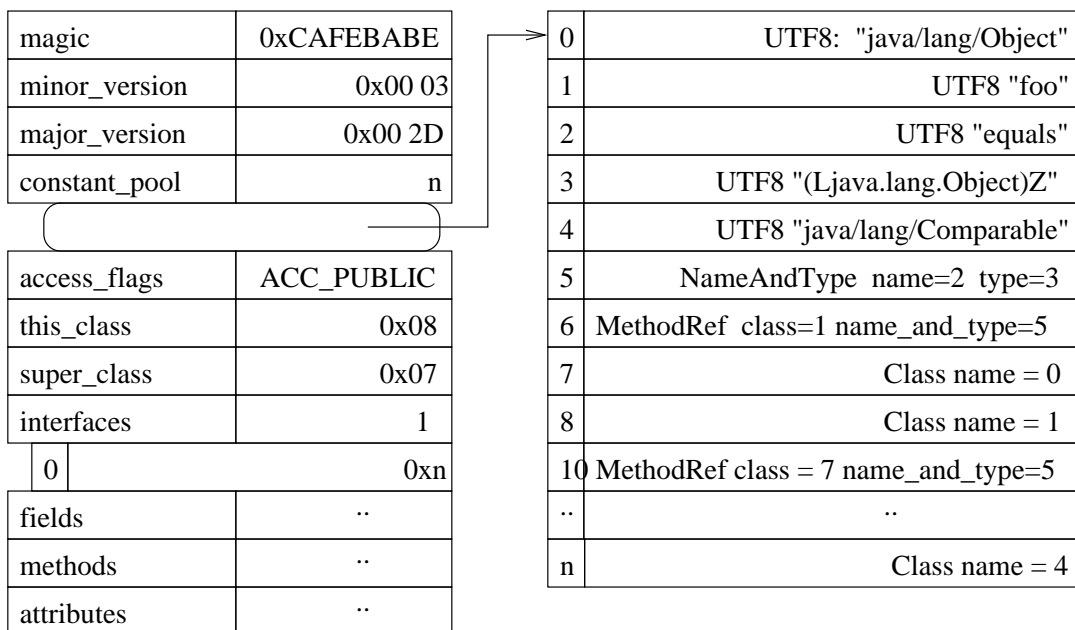 magic 0xCAFEBABE
minor_version 0x00 03
major_version 0x00 2D
constant_pool n
access_flags ACC_PUBLIC
this_class 0x08
super_class 0x07
interfaces 1
0 0xn
fields ..
methods ..
attributes ..
0 UTF8: "java/lang/Object"
1 UTF8 "foo"
2 UTF8 "equals"
3 UTF8 "(Ljava.lang.Object)Z"
4 UTF8 "java/lang/Comparable"
5 NameAndType name=2 type=3
6 MethodRef class=1 name_and_type=5
7 Class name = 0
8 Class name = 1
10 MethodRef class = 7 name_and_type=5
.. ..
n Class name = 4